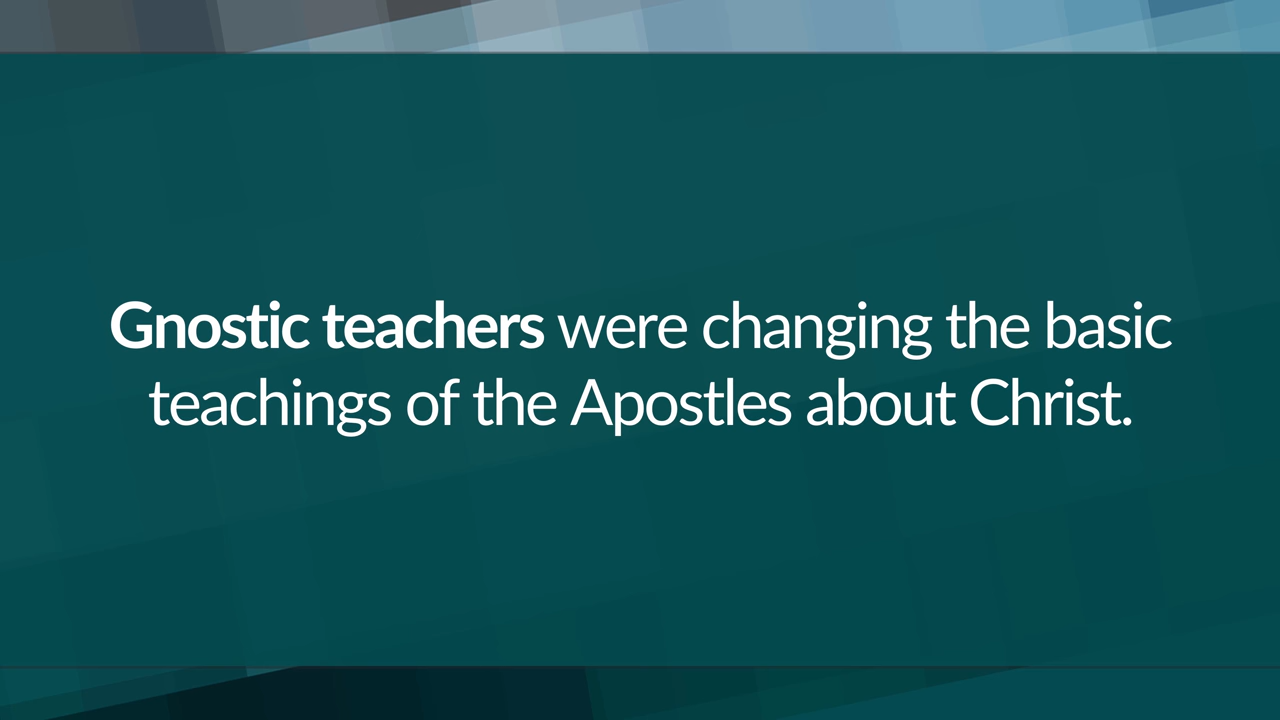 Gnostic teachers were changing the basic
teachings of the Apostles about Christ.